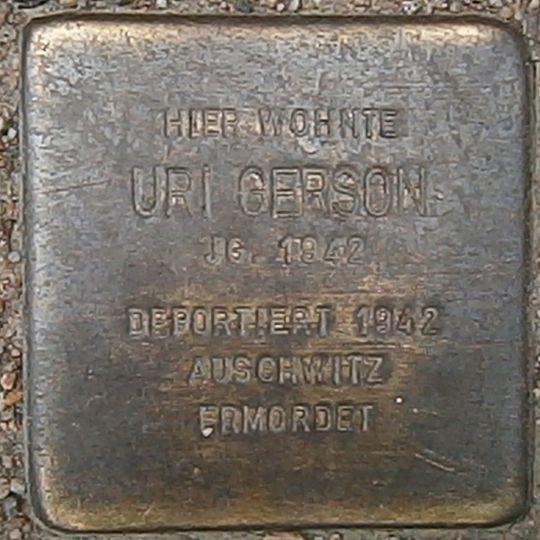 HIER WOHNTE
URI GERSON
JG. 1942
DEPORTIERT 1942
AUSCHWITZ
ERMORDET